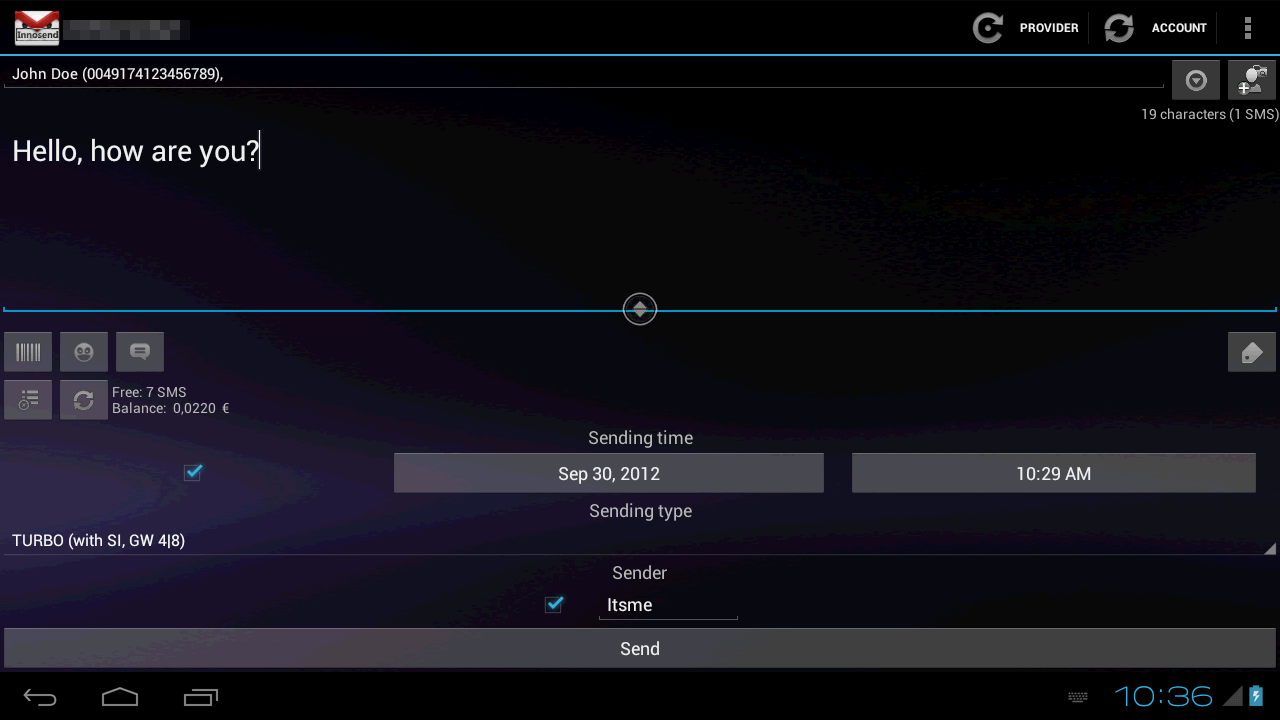 Innosend
PROVIDER
ACCOUNT
John Doe (0049174123456789),
19 characters (1 SMS)
Hello, how are you?
Free: 7 SMS
Balance: 0,0220 €
Sending time
Sep 30, 2012
10:29 AM
Sending type
TURBO (with SI, GW 4|8)
Sender
Itsme
Send
10:36